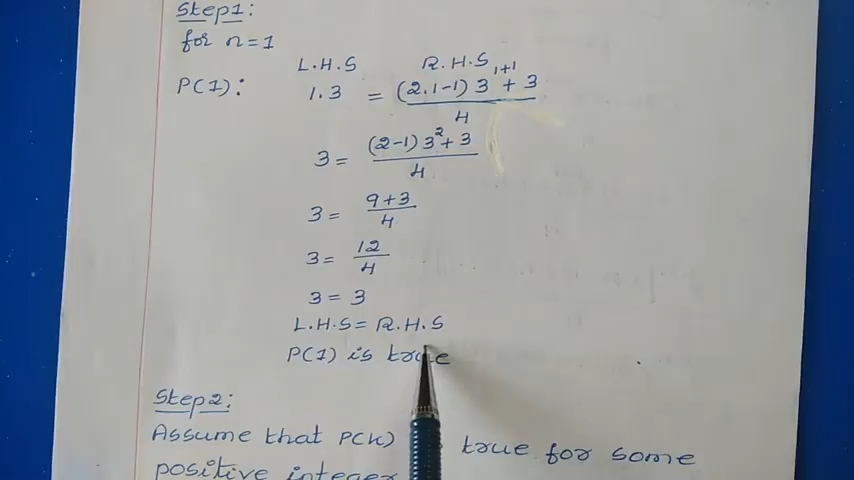 Step1:
for n=1
L.H.S R.H.S
P(1): 1.3 = (2.1-1) 3^{1+1} + 3 / 4
3 = (2-1) 3^2 + 3 / 4
3 = 9+3 / 4
3 = 12 / 4
3 = 3
L.H.S = R.H.S
P(1) is true
Step2:
Assume that P(k) true for some
positive integer